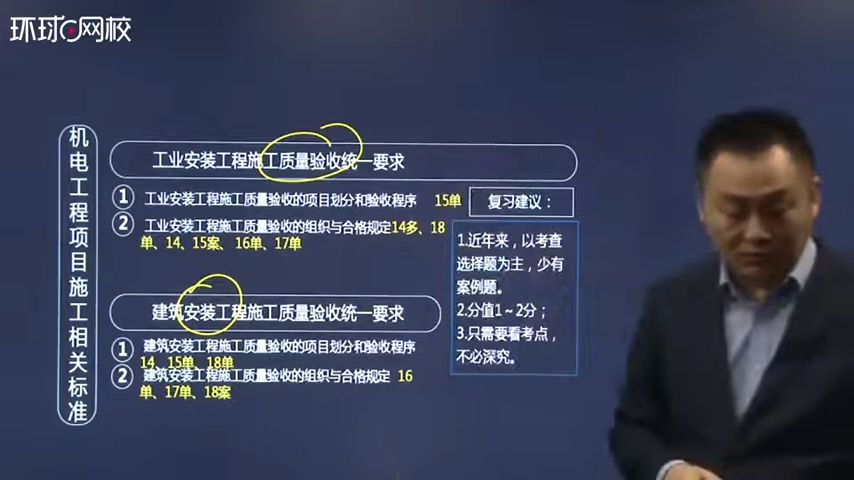 环球网校
机电工程项目施工相关标准
工业安装工程施工质量验收统一要求
1 工业安装工程施工质量验收的项目划分和验收程序 15单
2 工业安装工程施工质量验收的组织与合格规定14多、18
单、14、15案、16单、17单
建筑安装工程施工质量验收统一要求
1 建筑安装工程施工质量验收的项目划分和验收程序
14、15单、18单
2 建筑安装工程施工质量验收的组织与合格规定 16
单、17单、18案
复习建议：
1.近年来，以考查
选择题为主，少有
案例题。
2.分值1～2分；
3.只需要看考点，
不必深究。